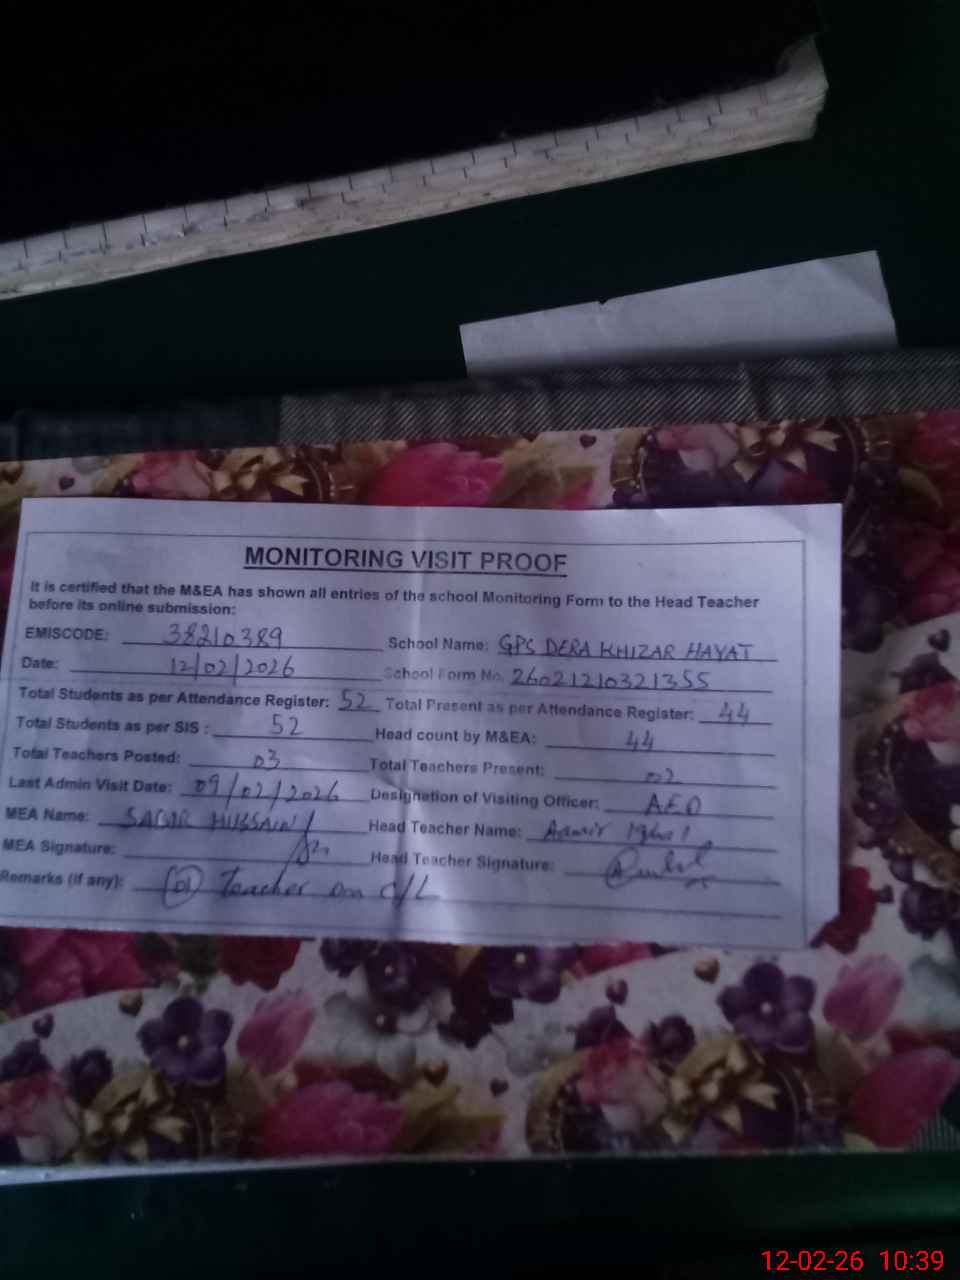 MONITORING VISIT PROOF
It is certified that the M&EA has shown all entries of the school Monitoring Form to the Head Teacher
before its online submission:
EMISCODE: 38210389 School Name: GPS DERA KHIZAR HAYAT
Date: 12/02/2026 School Form No. 26021210321355
Total Students as per Attendance Register: 52 Total Present as per Attendance Register: 44
Total Students as per SIS : 52 Head count by M&EA: 44
Total Teachers Posted: 03 Total Teachers Present: 02
Last Admin Visit Date: 09/02/2026 Designation of Visiting Officer: AEO
MEA Name: SAGIR HUSSAIN Head Teacher Name: Aamir Iqbal
MEA Signature: Head Teacher Signature:
Remarks (if any): (01) Teacher on c/L
12-02-26 10:39